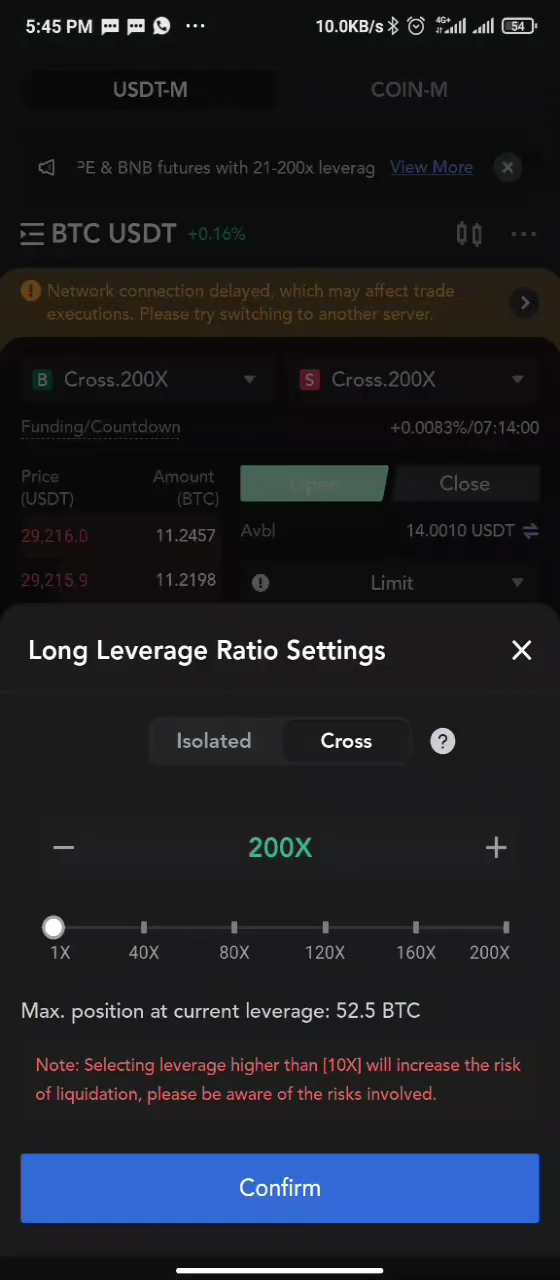 5:45 PM
10.0KB/s 4G+ 54
USDT-M COIN-M
PE & BNB futures with 21-200x leverag View More
BTC USDT +0.16%
Network connection delayed, which may affect trade
executions. Please try switching to another server.
B Cross.200X S Cross.200X
Funding/Countdown +0.0083%/07:14:00
Price Amount
(USDT) (BTC)
Open Close
29,216.0 11.2457
Avbl 14.0010 USDT
29,215.9 11.2198
Limit
Long Leverage Ratio Settings
Isolated Cross ?
200X
1X 40X 80X 120X 160X 200X
Max. position at current leverage: 52.5 BTC
Note: Selecting leverage higher than [10X] will increase the risk
of liquidation, please be aware of the risks involved.
Confirm